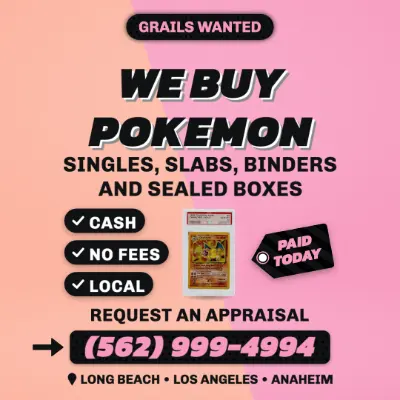 GRAILS WANTED
WE BUY
POKEMON
SINGLES, SLABS, BINDERS
AND SEALED BOXES
CASH
NO FEES
LOCAL
PAID
TODAY
REQUEST AN APPRAISAL
(562) 999-4994
LONG BEACH • LOS ANGELES • ANAHEIM